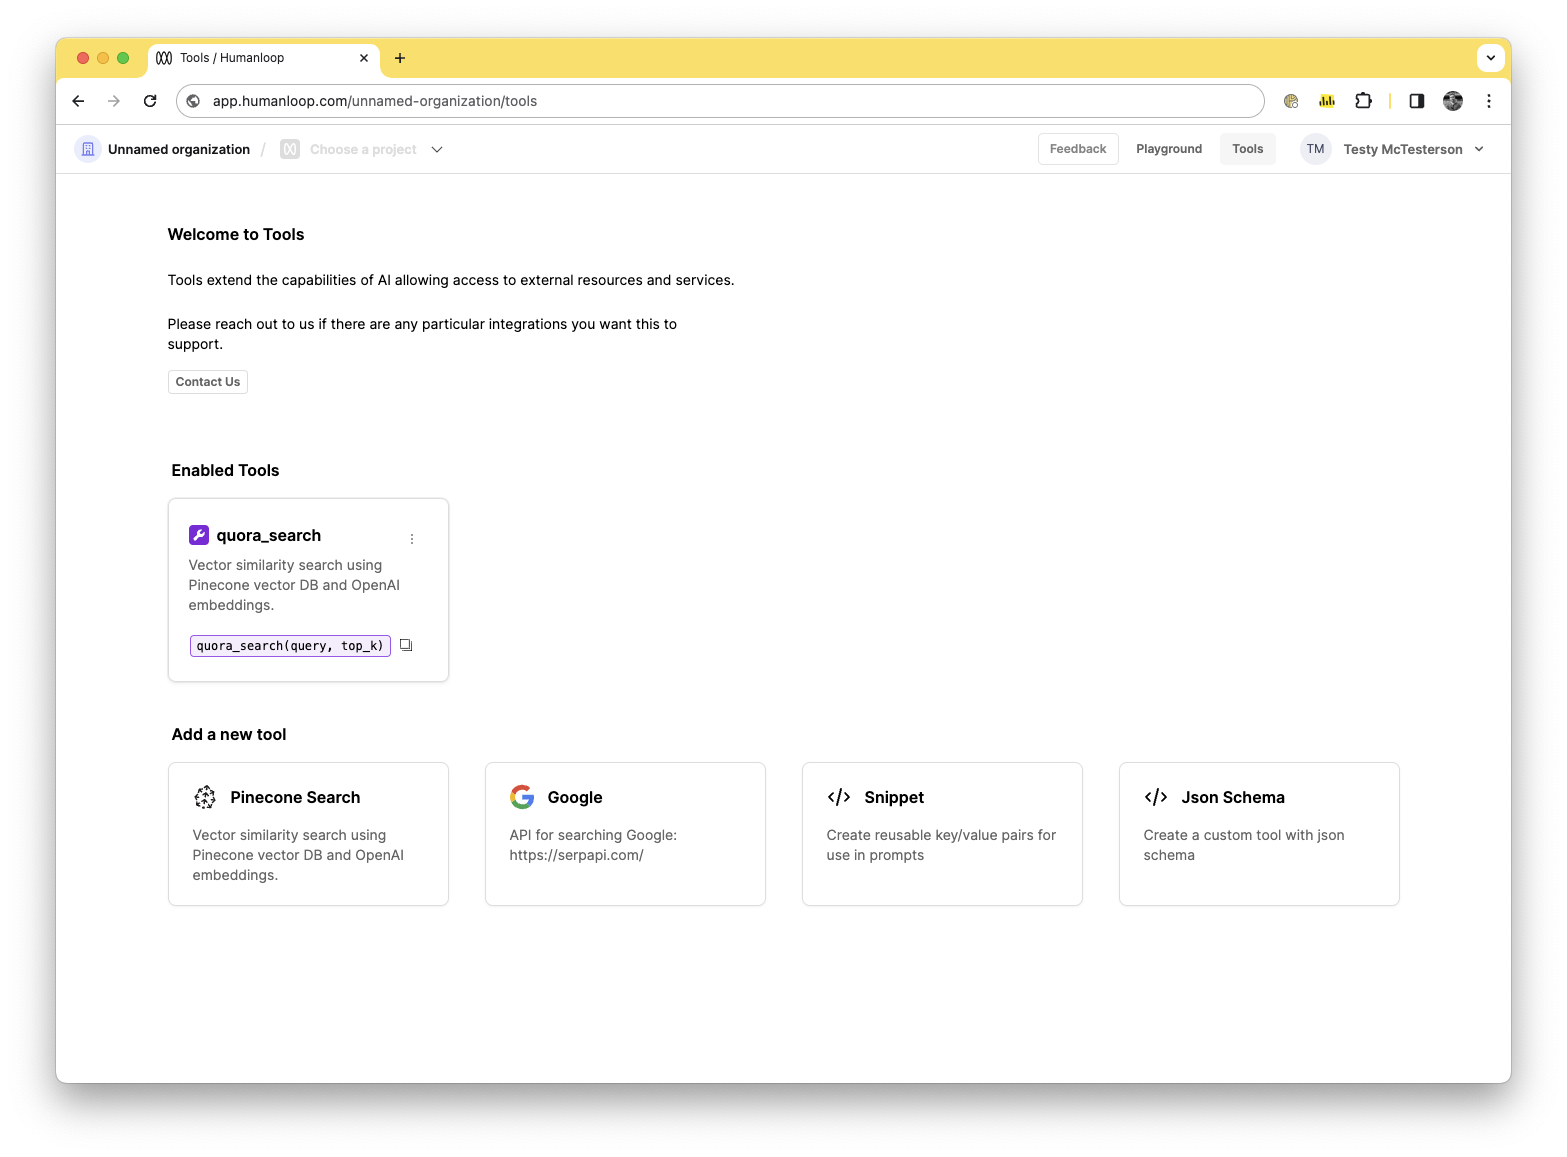 Tools / Humanloop
app.humanloop.com/unnamed-organization/tools
Unnamed organization / Choose a project
Feedback
Playground
Tools
TM
Testy McTesterson
Welcome to Tools
Tools extend the capabilities of AI allowing access to external resources and services.
Please reach out to us if there are any particular integrations you want this to
support.
Contact Us
Enabled Tools
quora_search
Vector similarity search using
Pinecone vector DB and OpenAI
embeddings.
quora_search(query, top_k)
Add a new tool
Pinecone Search
Vector similarity search using
Pinecone vector DB and OpenAI
embeddings.
Google
API for searching Google:
https://serpapi.com/
Snippet
Create reusable key/value pairs for
use in prompts
Json Schema
Create a custom tool with json
schema